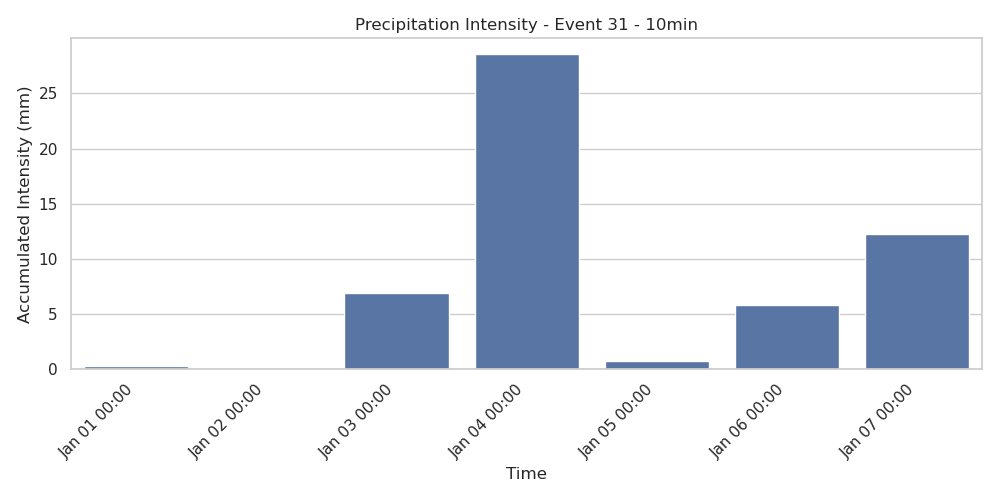 Precipitation Intensity - Event 31 - 10min
Accumulated Intensity (mm)
25
20
15
10
5
0
Jan 01 00:00
Jan 02 00:00
Jan 03 00:00
Jan 04 00:00
Jan 05 00:00
Jan 06 00:00
Jan 07 00:00
Time